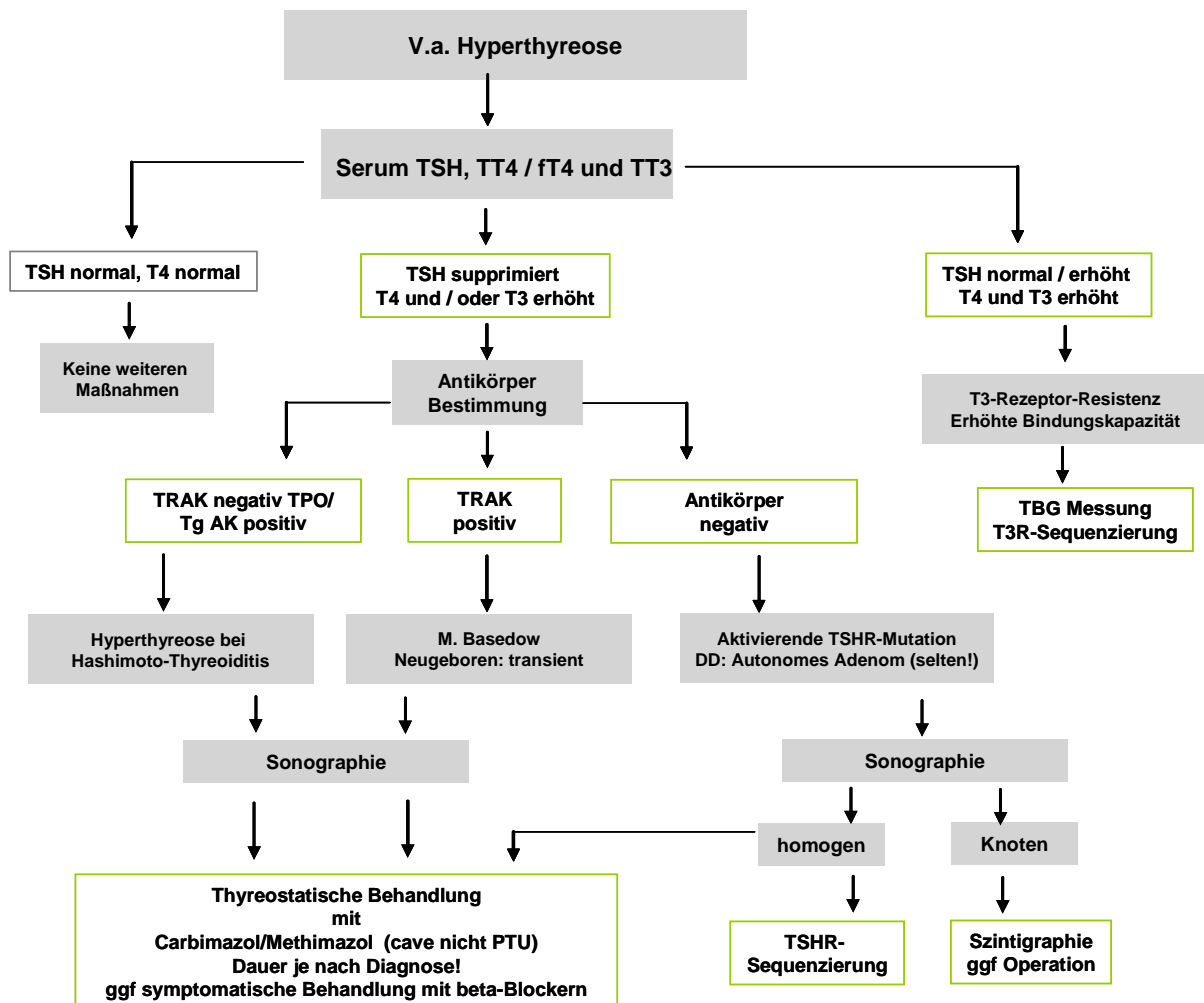 V.a. Hyperthyreose
Serum TSH, TT4 / fT4 und TT3
TSH normal, T4 normal
TSH supprimiert
T4 und / oder T3 erhöht
TSH normal / erhöht
T4 und T3 erhöht
Keine weiteren
Maßnahmen
Antikörper
Bestimmung
T3-Rezeptor-Resistenz
Erhöhte Bindungskapazität
TRAK negativ TPO/
Tg AK positiv
TRAK
positiv
Antikörper
negativ
TBG Messung
T3R-Sequenzierung
Hyperthyreose bei
Hashimoto-Thyreoiditis
M. Basedow
Neugeboren: transient
Aktivierende TSHR-Mutation
DD: Autonomes Adenom (selten!)
Sonographie
Sonographie
homogen
Knoten
Thyreostatische Behandlung
mit
Carbimazol/Methimazol (cave nicht PTU)
Dauer je nach Diagnose!
ggf symptomatische Behandlung mit beta-Blockern
TSHR-
Sequenzierung
Szintigraphie
ggf Operation